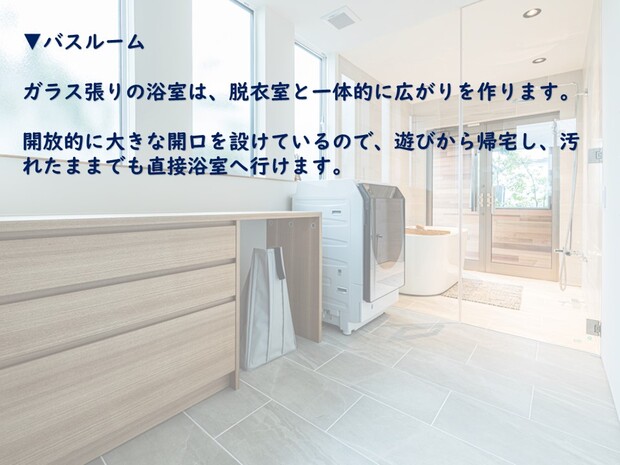 ▼バスルーム
ガラス張りの浴室は、脱衣室と一体的に広がりを作ります。
開放的に大きな開口を設けているので、遊びから帰宅し、汚
れたままでも直接浴室へ行けます。